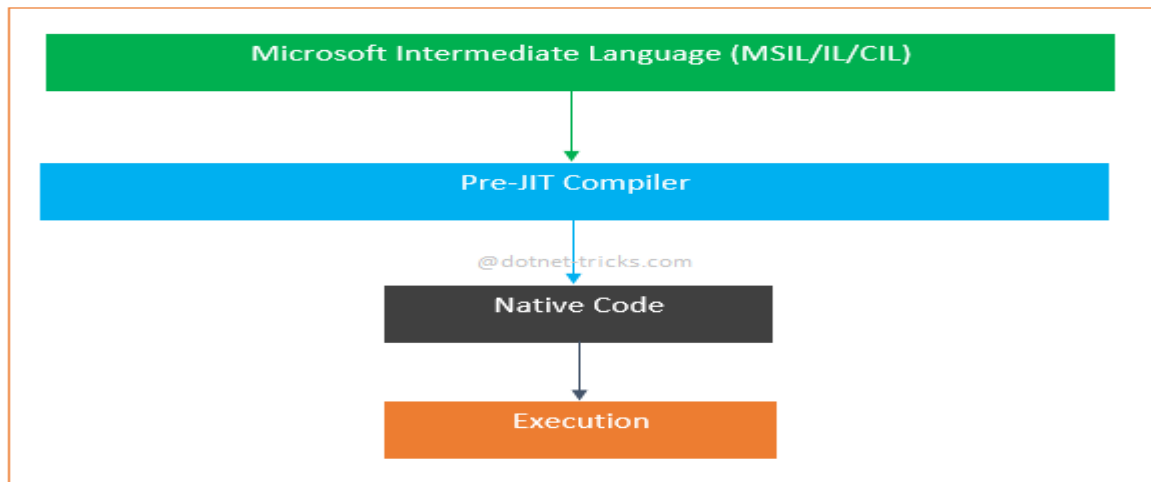 Microsoft Intermediate Language (MSIL/IL/CIL)
Pre-JIT Compiler
@dotnet-tricks.com
Native Code
Execution